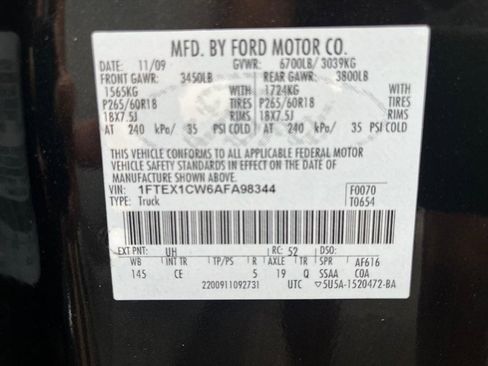 MFD. BY FORD MOTOR CO.
DATE: 11/09 GVWR: 6700LB/ 3039KG
FRONT GAWR: 3450LB REAR GAWR: 3800LB
1565KG WITH 1724KG WITH
P265/60R18 TIRES P265/60R18 TIRES
18X7.5J RIMS 18X7.5J RIMS
AT 240 kPa/ 35 PSI COLD AT 240 kPa/ 35 PSI COLD
THIS VEHICLE CONFORMS TO ALL APPLICABLE FEDERAL MOTOR
VEHICLE SAFETY STANDARDS IN EFFECT ON THE DATE OF
MANUFACTURE SHOWN ABOVE.
VIN: 1FTEX1CW6AFA98344 F0070
TYPE: Truck T0654
EXT PNT: UH RC: 52 DSO:
WB INT TR TP/PS R AXLE TR SPR AF616
145 CE 5 19 Q SSAA COA
2200911092731 UTC ▽5U5A-1520472-BA